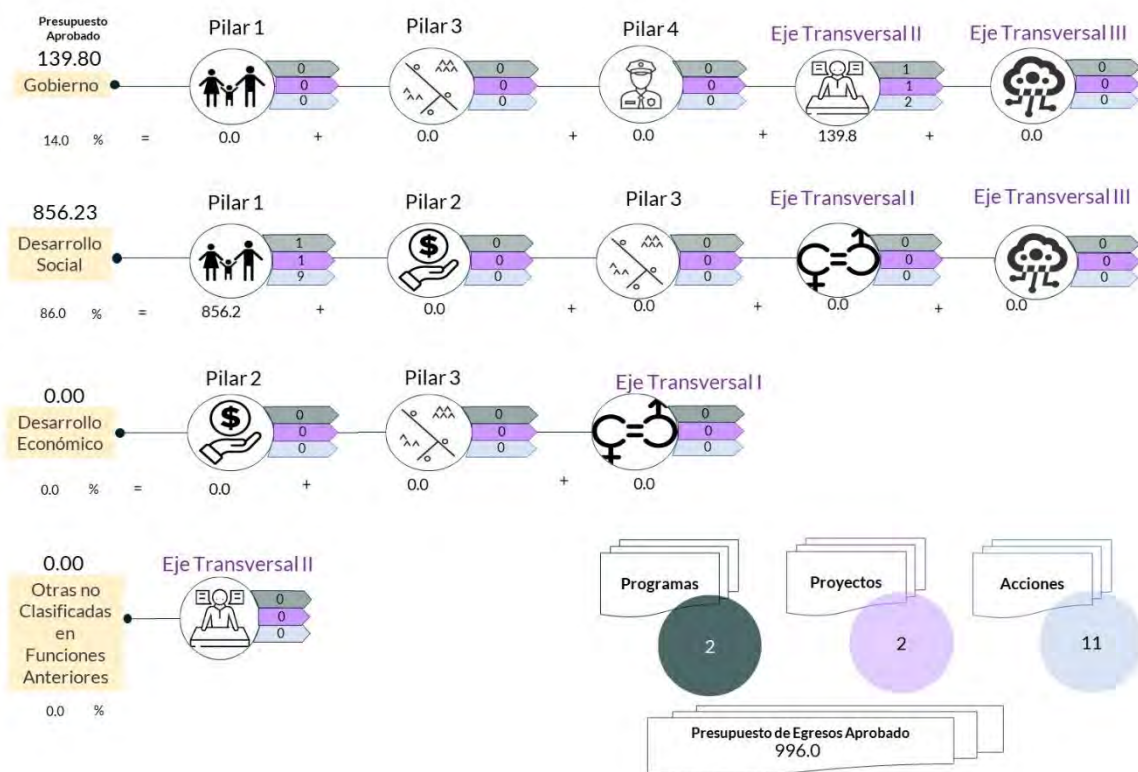 Presupuesto
Aprobado
139.80
Gobierno
14.0 % = 0.0 + 0.0 + 0.0 + 139.8 + 0.0
Pilar 1
0
0
0
Pilar 3
0
0
0
Pilar 4
0
0
0
Eje Transversal II
1
1
2
Eje Transversal III
0
0
0
856.23
Desarrollo
Social
86.0 % = 856.2 + 0.0 + 0.0 + 0.0 + 0.0
Pilar 1
1
1
9
Pilar 2
0
0
0
Pilar 3
0
0
0
Eje Transversal I
0
0
0
Eje Transversal III
0
0
0
0.00
Desarrollo
Económico
0.0 % = 0.0 + 0.0 + 0.0
Pilar 2
0
0
0
Pilar 3
0
0
0
Eje Transversal I
0
0
0
0.00
Otras no
Clasificadas
en
Funciones
Anteriores
0.0 %
Eje Transversal II
0
0
0
Programas
2
Proyectos
2
Acciones
11
Presupuesto de Egresos Aprobado
996.0